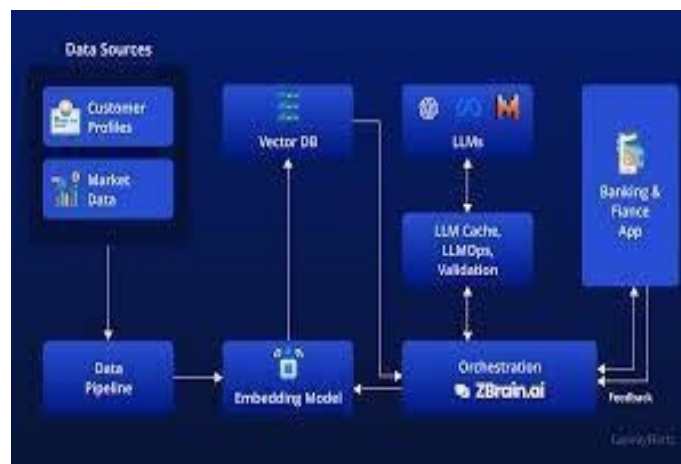 Data Sources
Customer
Profiles
Market
Data
Vector DB
LLMs
Banking &
Fiance
App
LLM Cache,
LLMOps,
Validation
Data
Pipeline
Embedding Model
Orchestration
ZBrain.ai
Feedback
LeewayHertz